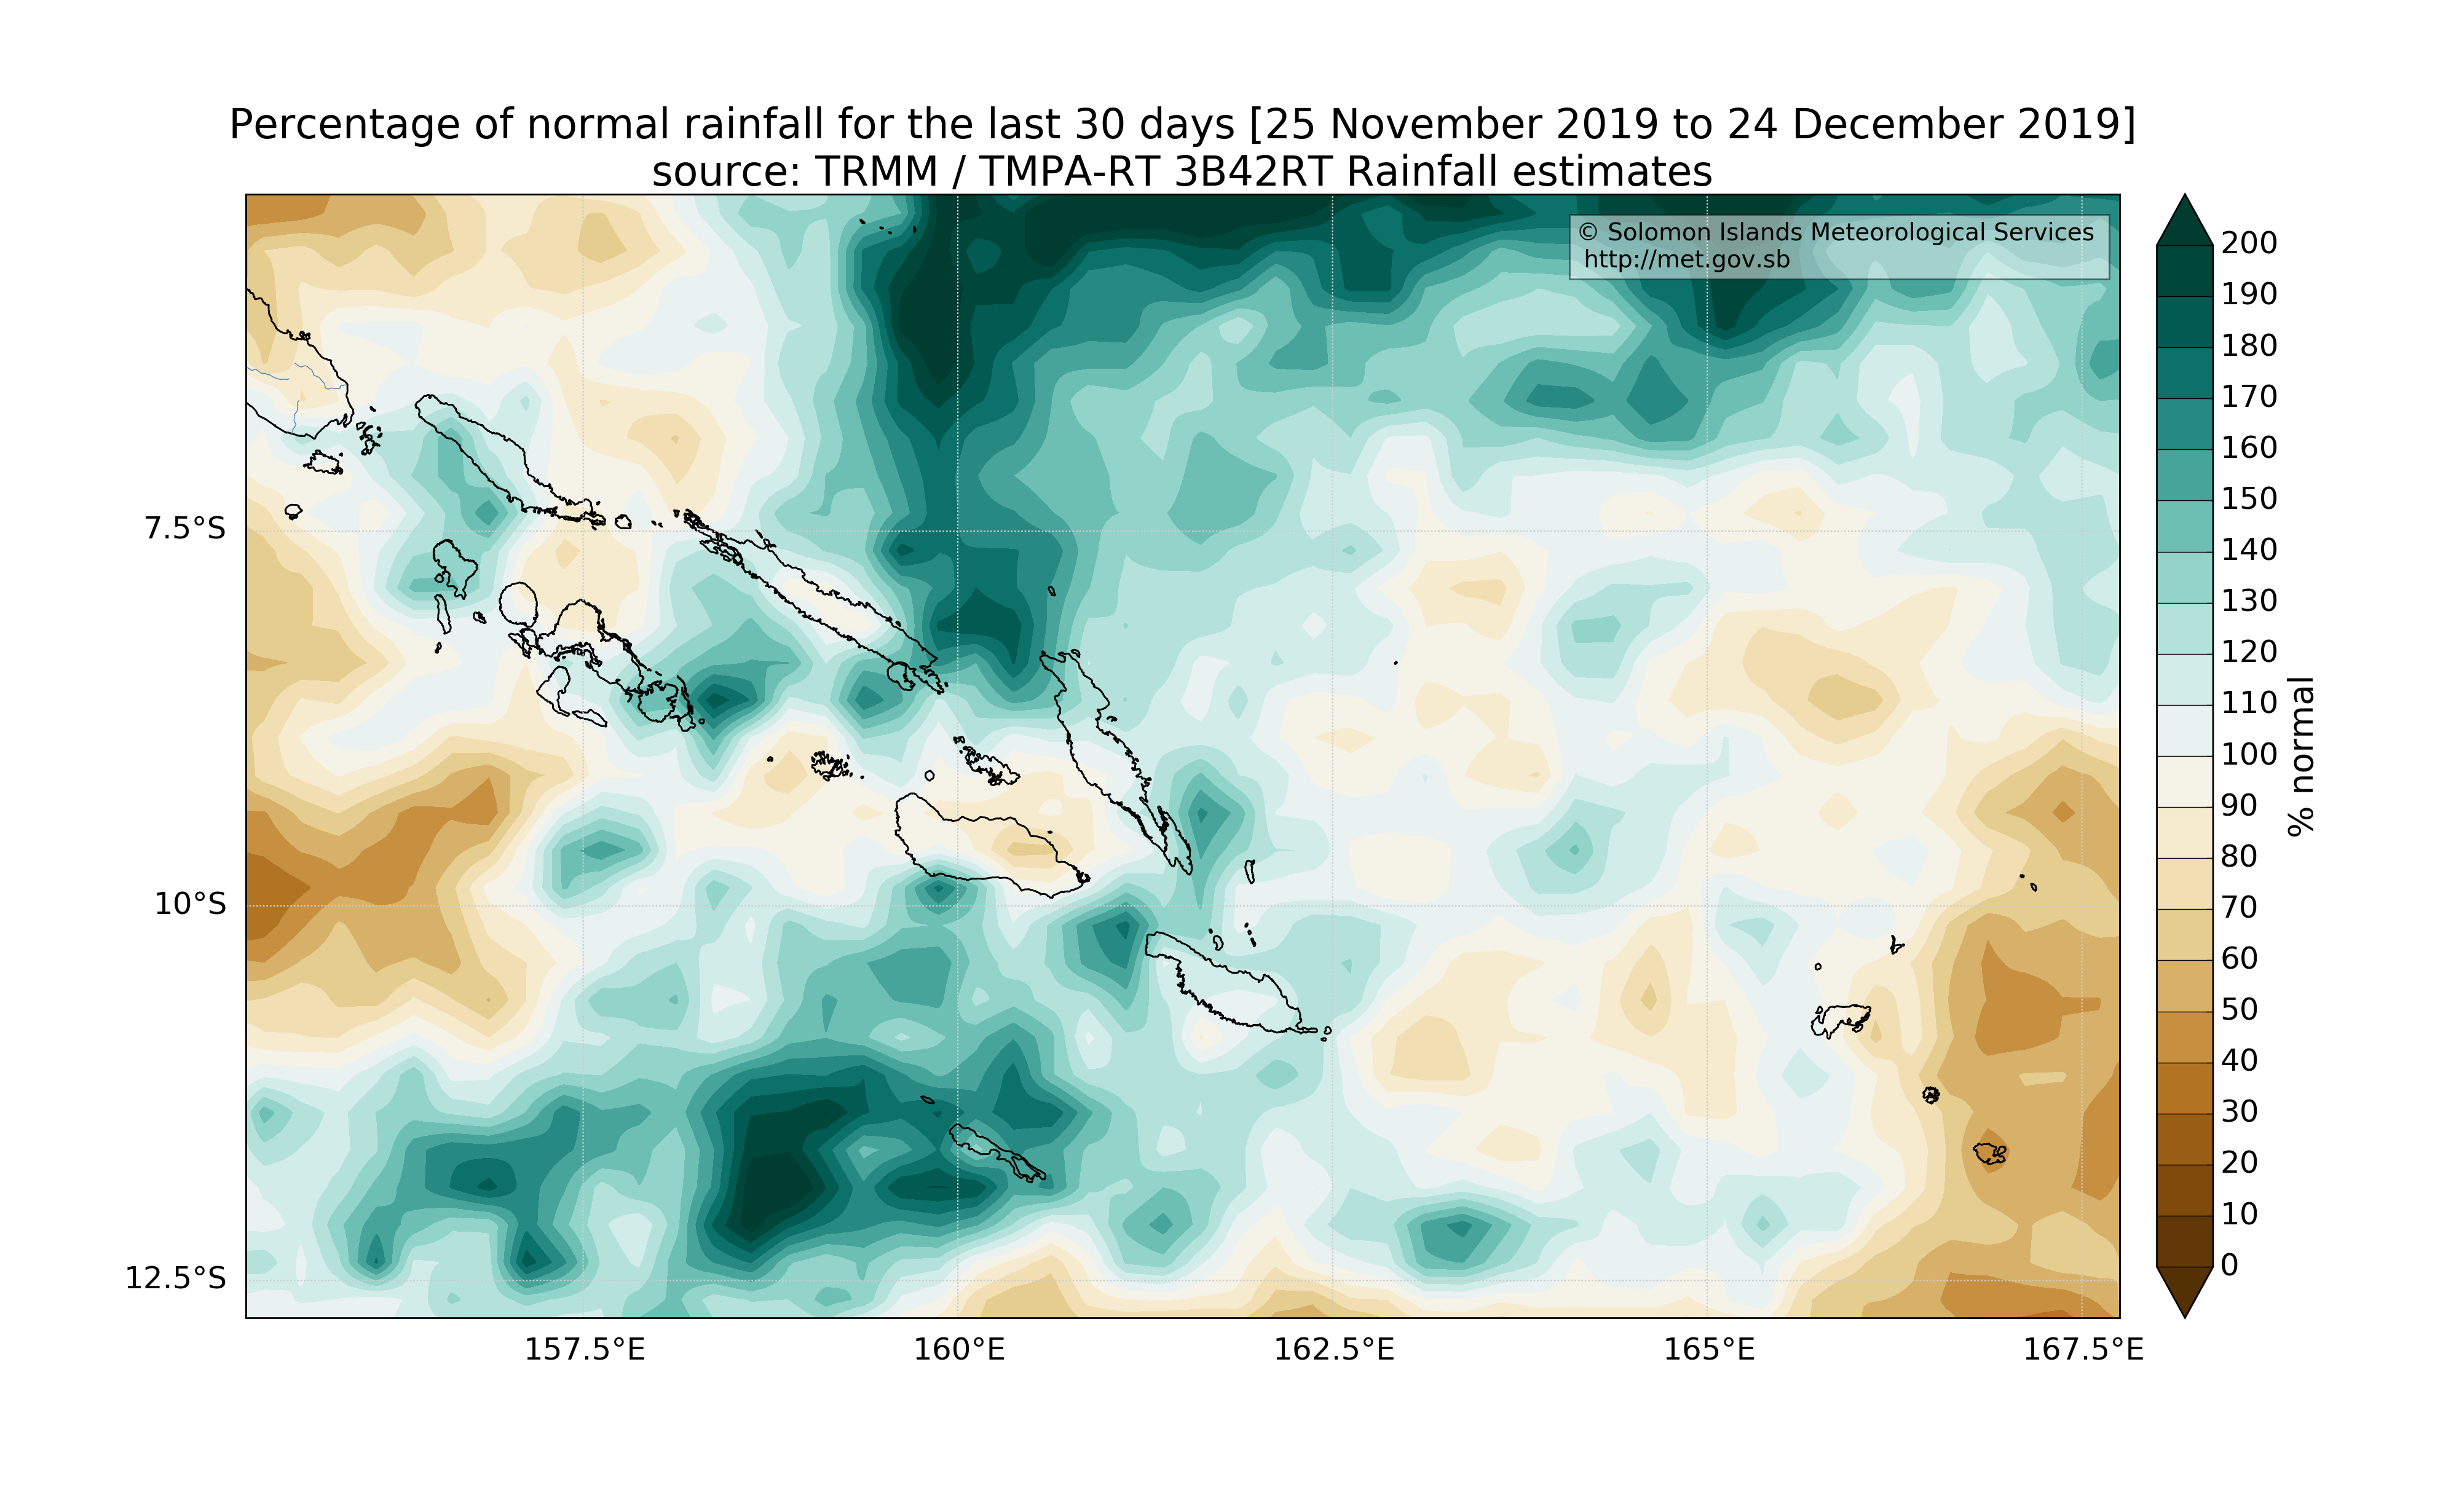 Percentage of normal rainfall for the last 30 days [25 November 2019 to 24 December 2019]
source: TRMM / TMPA-RT 3B42RT Rainfall estimates
© Solomon Islands Meteorological Services
http://met.gov.sb
7.5°S
10°S
12.5°S
157.5°E
160°E
162.5°E
165°E
167.5°E
200
190
180
170
160
150
140
130
120
110
100
90
80
70
60
50
40
30
20
10
0
% normal